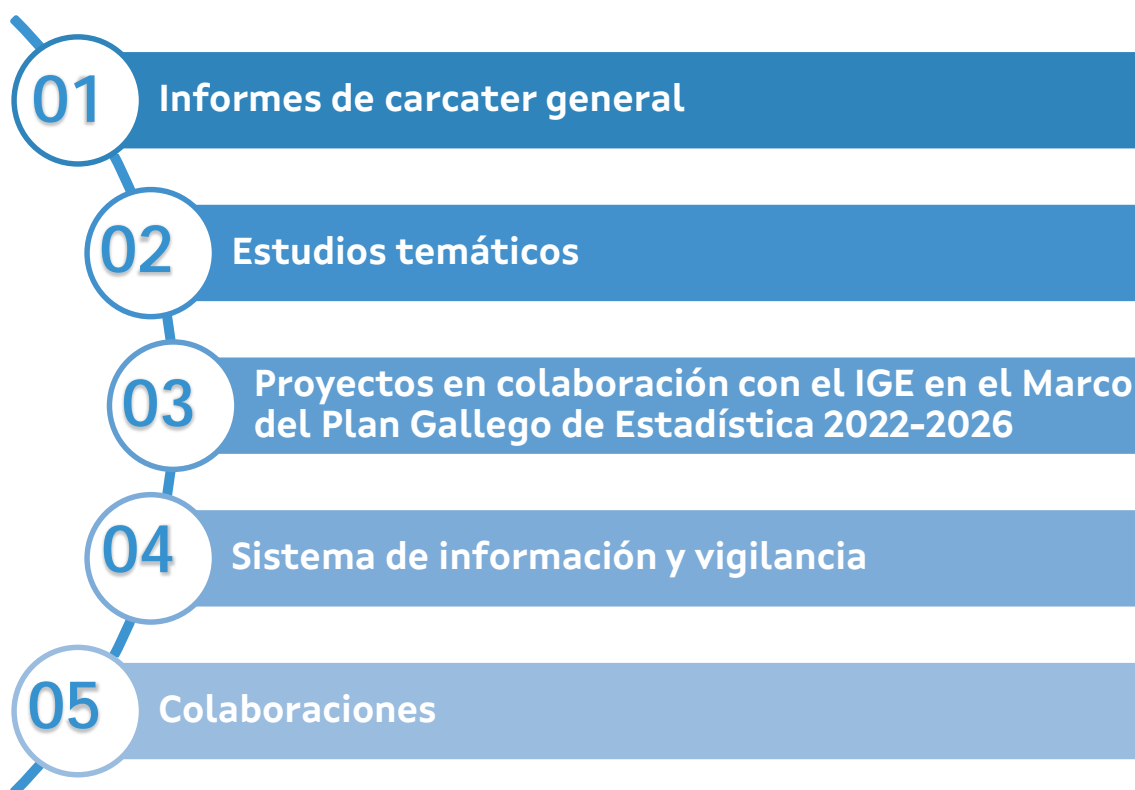 01
Informes de carcater general
02
Estudios temáticos
03
Proyectos en colaboración con el IGE en el Marco
del Plan Gallego de Estadística 2022-2026
04
Sistema de información y vigilancia
05
Colaboraciones